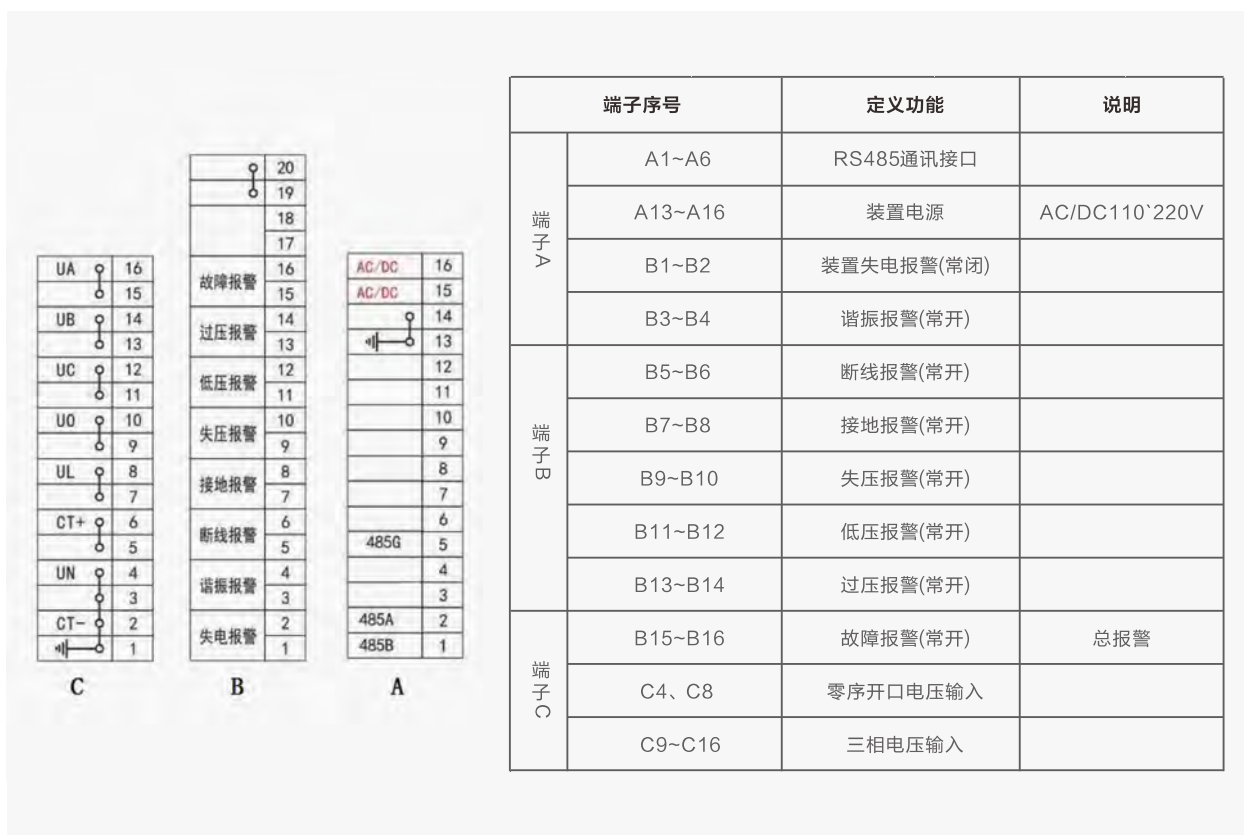 UA 16
15
UB 14
13
UC 12
11
UO 10
9
UL 8
7
CT+ 6
5
UN 4
3
CT- 2
1
C
20
19
18
17
故障报警 16
15
过压报警 14
13
低压报警 12
11
失压报警 10
9
接地报警 8
7
断线报警 6
5
谐振报警 4
3
失电报警 2
1
B
AC/DC 16
AC/DC 15
14
13
12
11
10
9
8
7
6
485G 5
4
3
485A 2
485B 1
A
端子序号 定义功能 说明
端子A
A1~A6 RS485通讯接口
A13~A16 装置电源 AC/DC110`220V
B1~B2 装置失电报警(常闭)
B3~B4 谐振报警(常开)
端子B
B5~B6 断线报警(常开)
B7~B8 接地报警(常开)
B9~B10 失压报警(常开)
B11~B12 低压报警(常开)
B13~B14 过压报警(常开)
端子C
B15~B16 故障报警(常开) 总报警
C4、C8 零序开口电压输入
C9~C16 三相电压输入